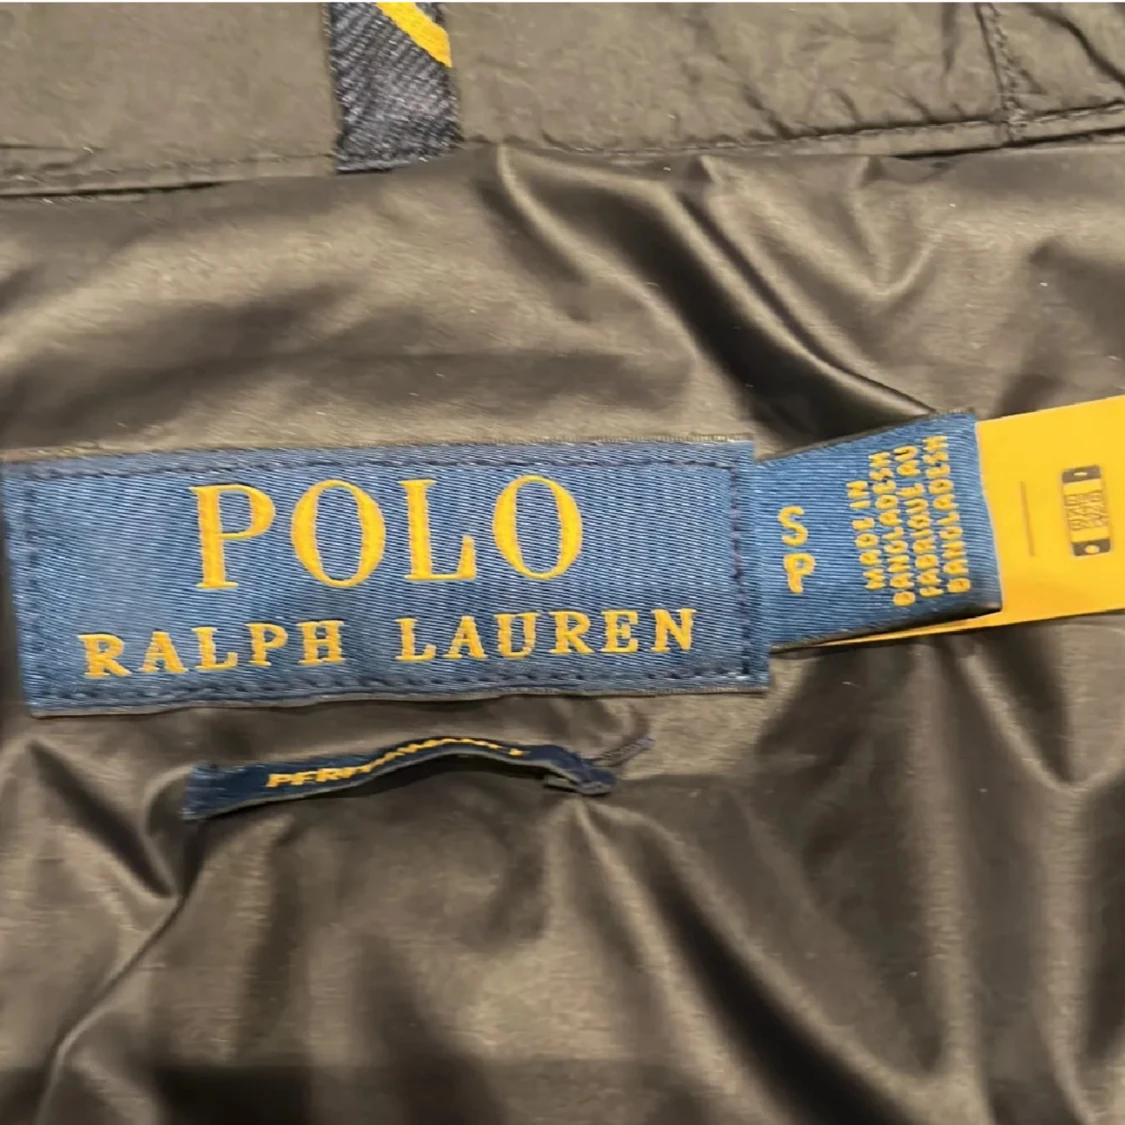 POLO
RALPH LAUREN
S
P
MADE IN
BANGLADESH
FABRIQUE AU
BANGLADESH